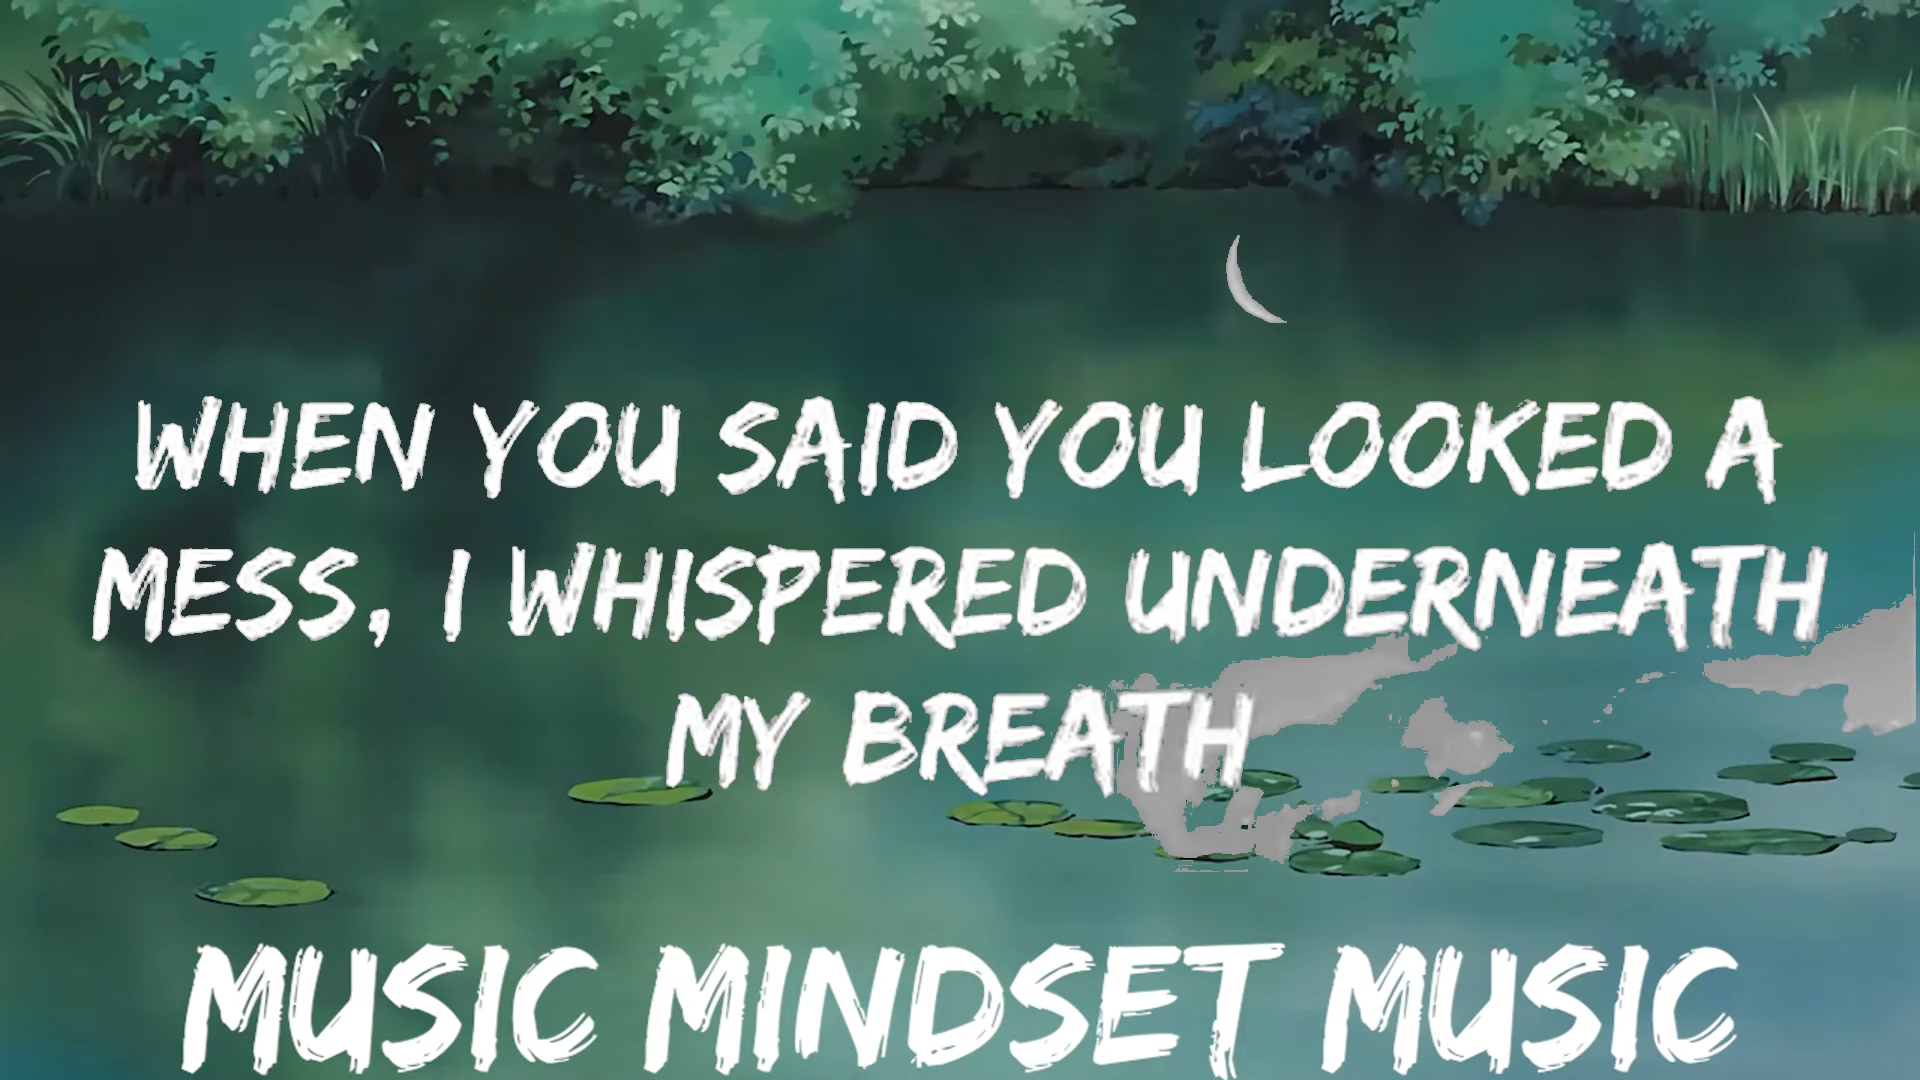 WHEN YOU SAID YOU LOOKED A
MESS, I WHISPERED UNDERNEATH
MY BREATH
MUSIC MINDSET MUSIC